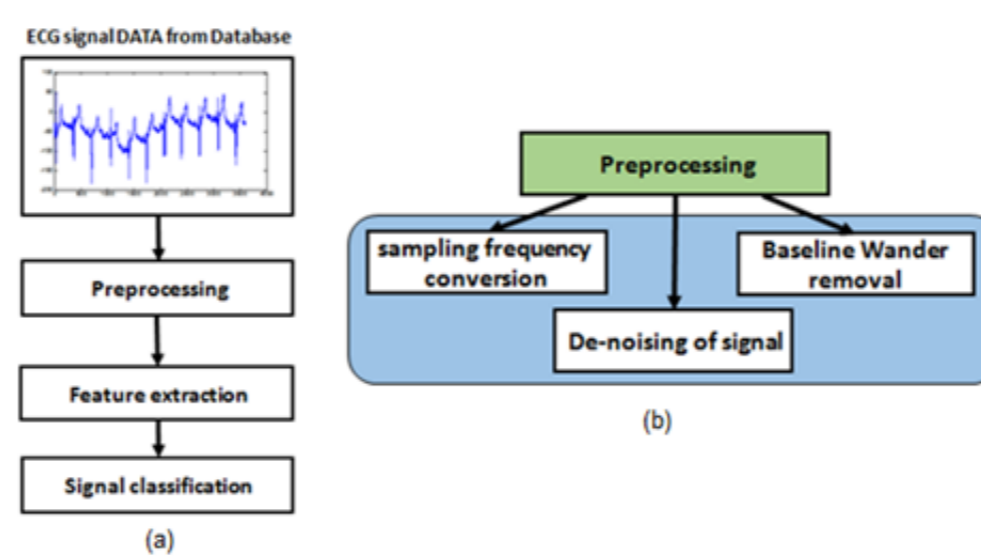 ECG signal DATA from Database
Preprocessing
Feature extraction
Signal classification
(a)
Preprocessing
sampling frequency
conversion
Baseline Wander
removal
De-noising of signal
(b)